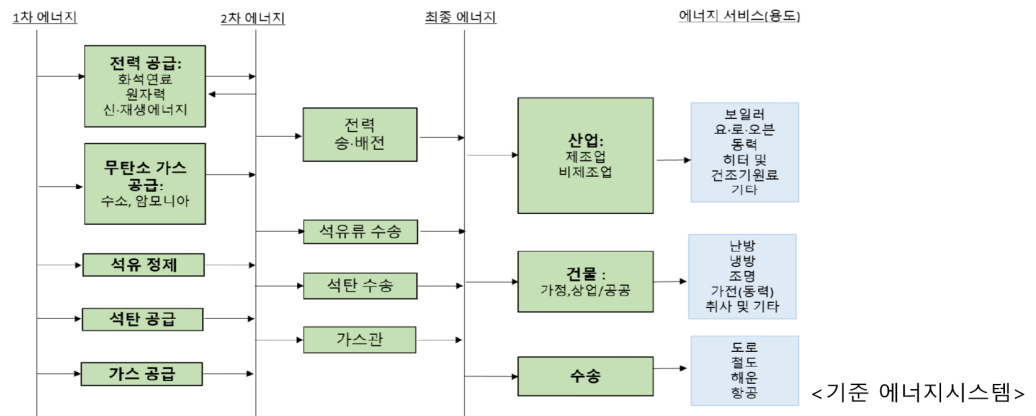 1차 에너지
2차 에너지
최종 에너지
에너지 서비스(용도)
전력 공급:
화석연료
원자력
신·재생에너지
무탄소 가스
공급:
수소, 암모니아
석유 정제
석탄 공급
가스 공급
전력
송·배전
석유류 수송
석탄 수송
가스관
산업:
제조업
비제조업
건물 :
가정,상업/공공
수송
보일러
요·로·오븐
동력
히터 및
건조기원료
기타
난방
냉방
조명
가전(동력)
취사 및 기타
도로
철도
해운
항공
<기준 에너지시스템>